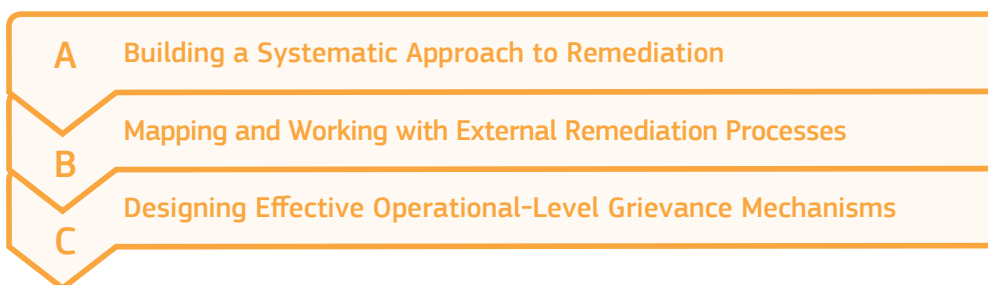 A Building a Systematic Approach to Remediation
B Mapping and Working with External Remediation Processes
C Designing Effective Operational-Level Grievance Mechanisms